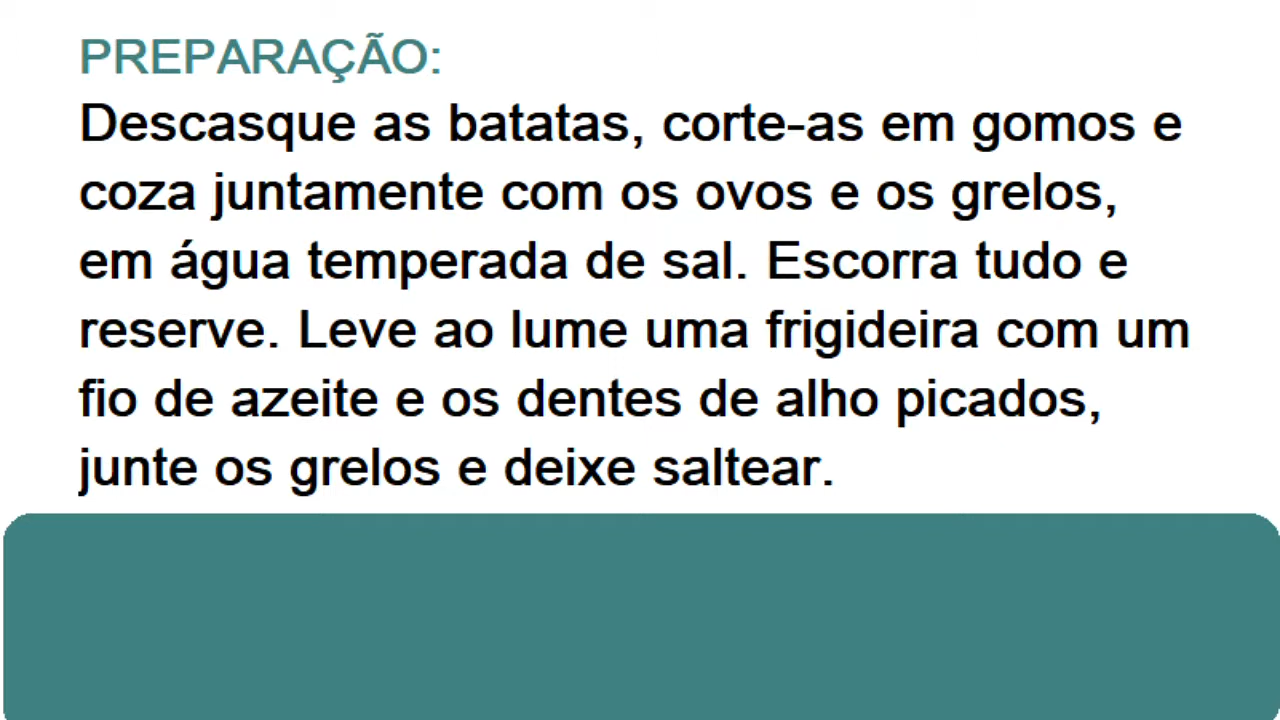 PREPARAÇÃO:
Descasque as batatas, corte-as em gomos e
coza juntamente com os ovos e os grelos,
em água temperada de sal. Escorra tudo e
reserve. Leve ao lume uma frigideira com um
fio de azeite e os dentes de alho picados,
junte os grelos e deixe saltear.